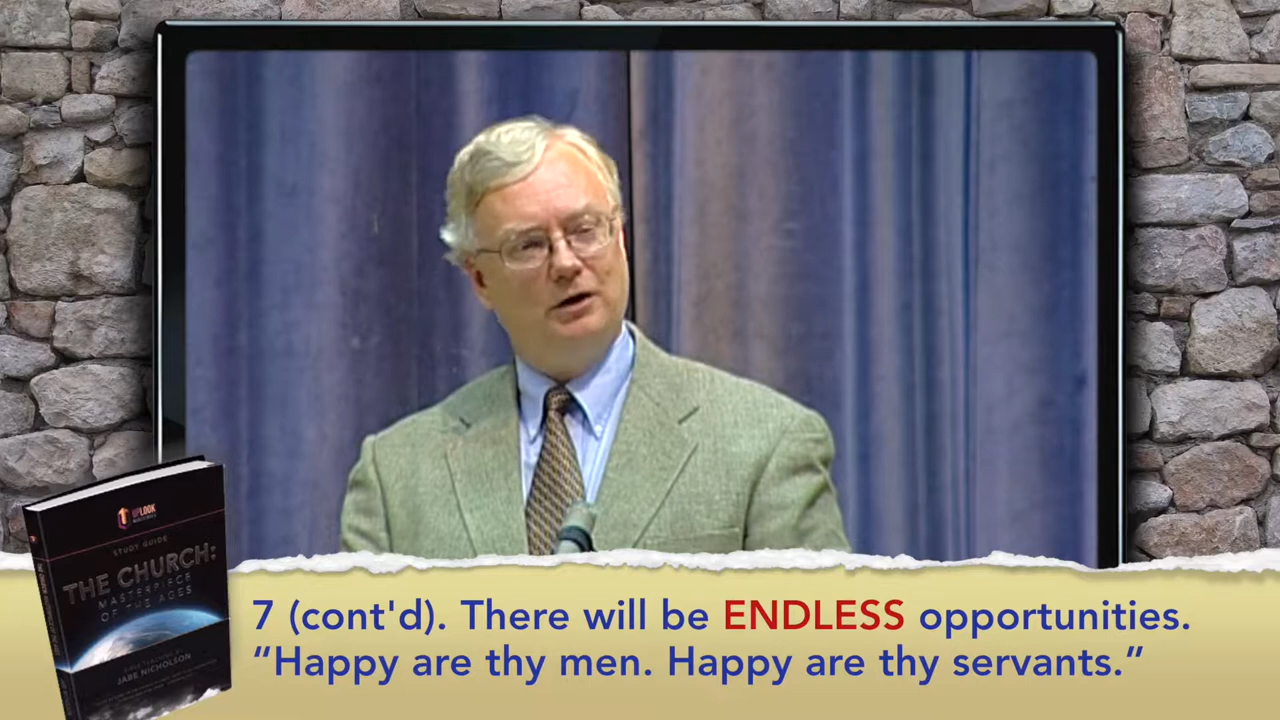 UPLOOK
STUDY GUIDE
THE CHURCH:
MASTERPIECE
OF THE AGES
JABE NICHOLSON
7 (cont'd). There will be ENDLESS opportunities.
“Happy are thy men. Happy are thy servants.”